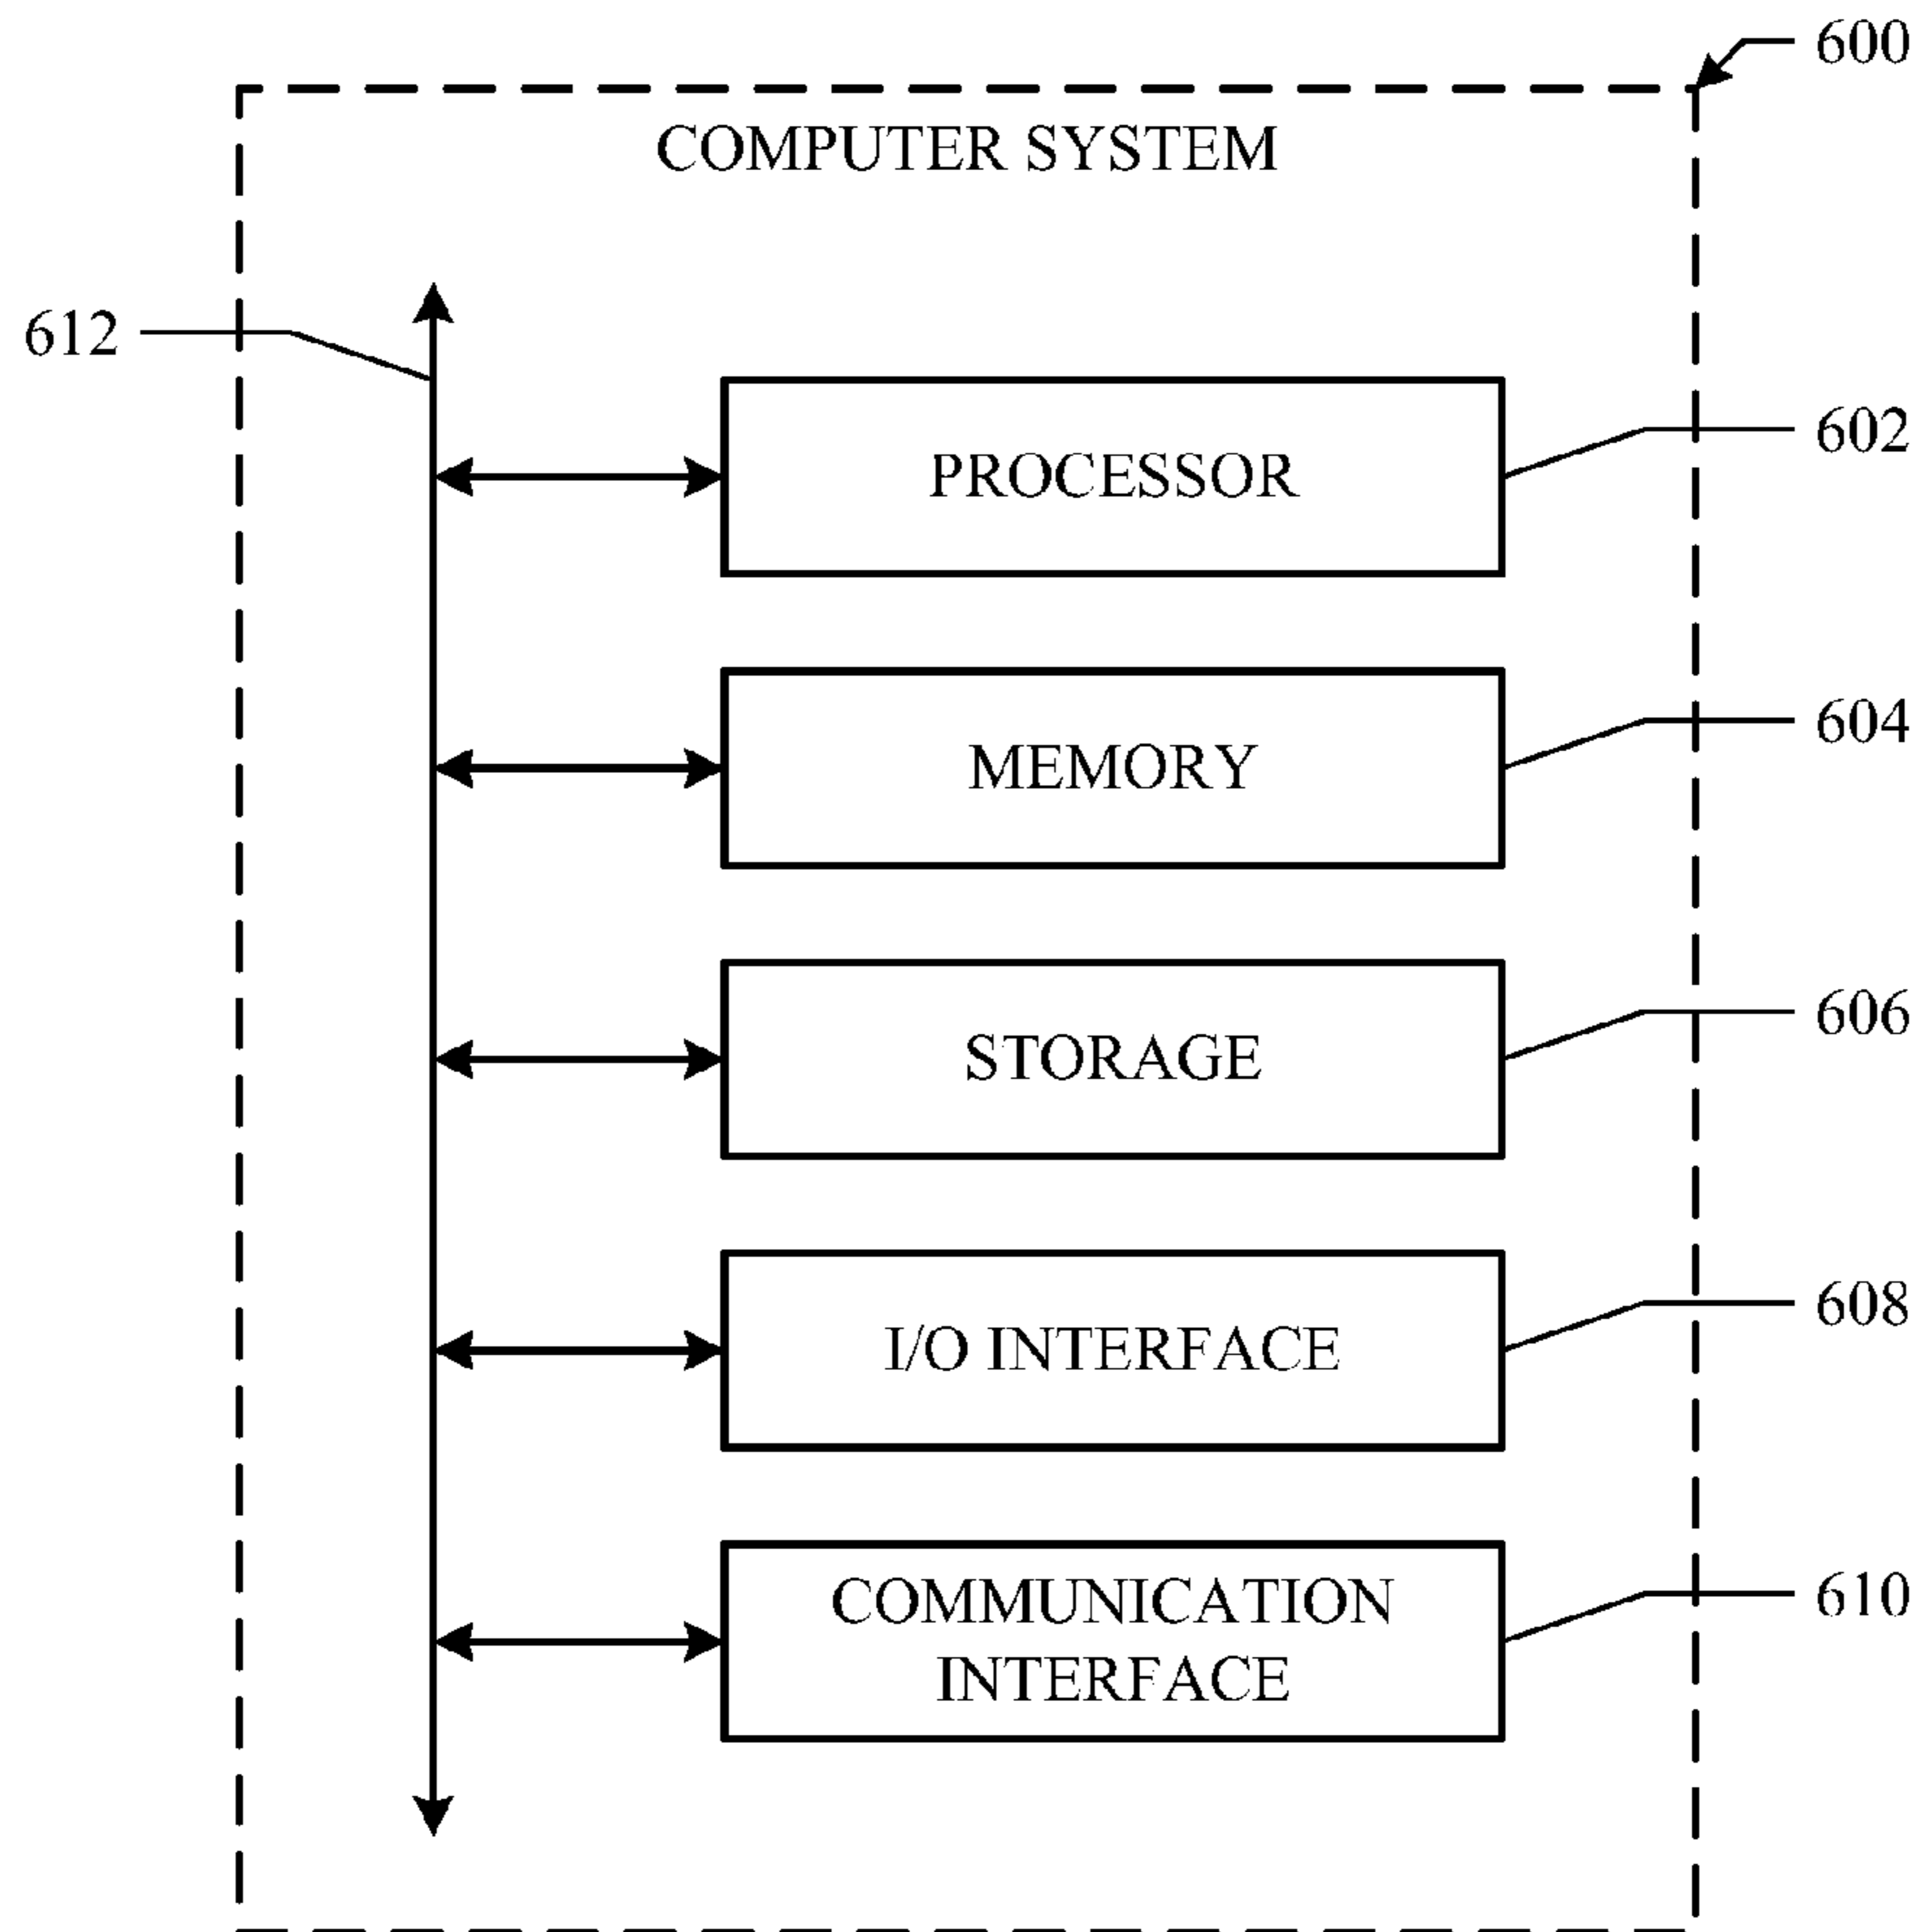 600
COMPUTER SYSTEM
612
PROCESSOR
602
MEMORY
604
STORAGE
606
I/O INTERFACE
608
COMMUNICATION
INTERFACE
610